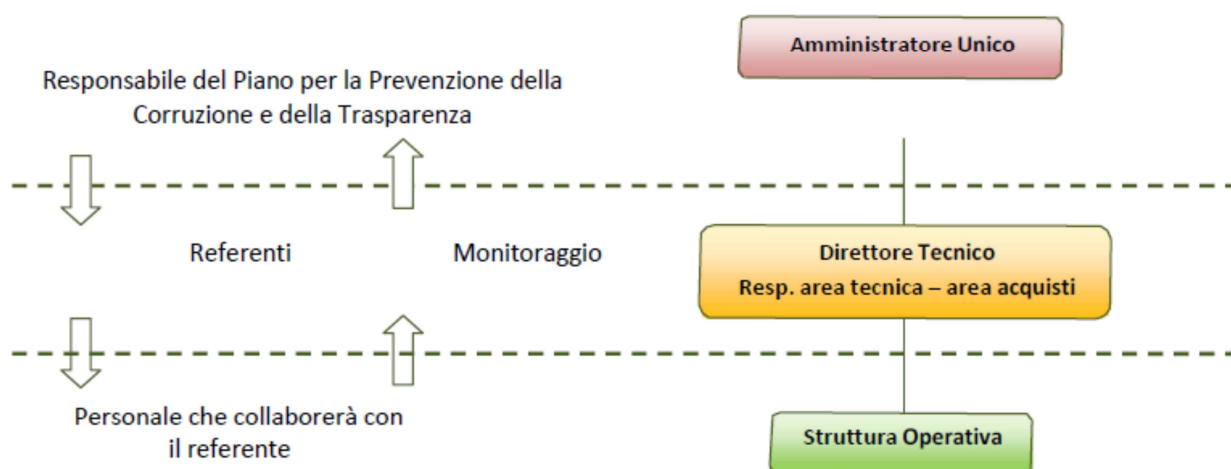 Amministratore Unico
Responsabile del Piano per la Prevenzione della
Corruzione e della Trasparenza
Referenti
Monitoraggio
Direttore Tecnico
Resp. area tecnica – area acquisti
Personale che collaborerà con
il referente
Struttura Operativa